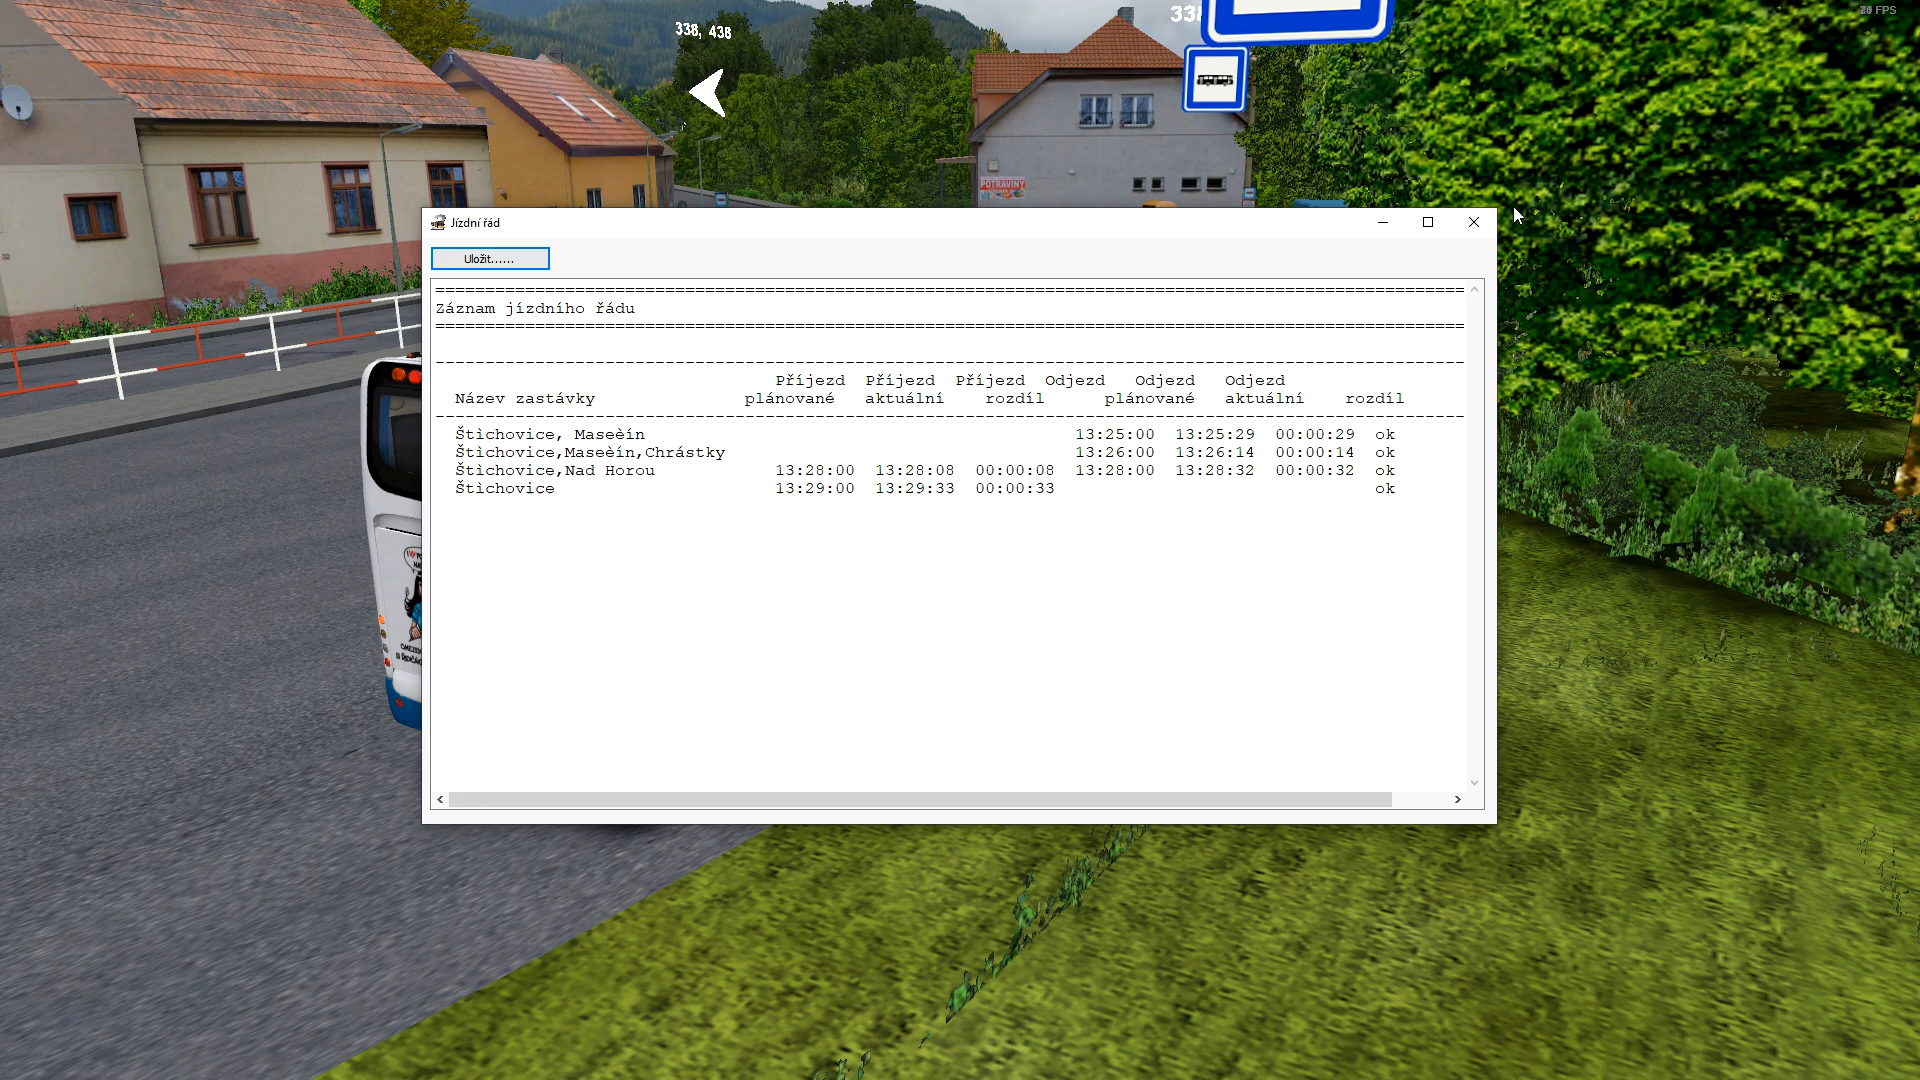 338, 438
338
FPS
POTRAVINY
Jízdní řád
Uložit......
Záznam jízdního řádu
Příjezd Příjezd Příjezd Odjezd Odjezd Odjezd
Název zastávky plánované aktuální rozdíl plánované aktuální rozdíl
Štìchovice, Maseèín 13:25:00 13:25:29 00:00:29 ok
Štìchovice,Maseèín,Chrástky 13:26:00 13:26:14 00:00:14 ok
Štìchovice,Nad Horou 13:28:00 13:28:08 00:00:08 13:28:00 13:28:32 00:00:32 ok
Štìchovice 13:29:00 13:29:33 00:00:33 ok